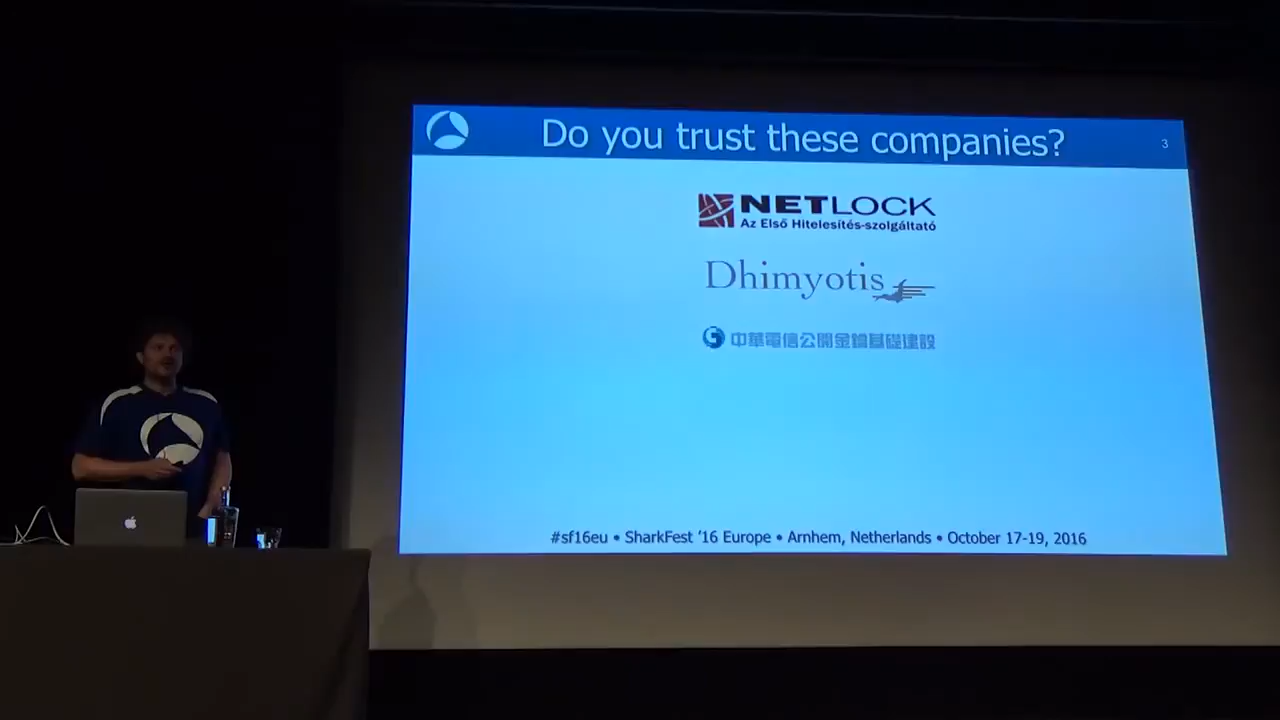 Do you trust these companies?
3
NETLOCK
Az Első Hitelesítés-szolgáltató
Dhimyotis
中華電信公開金鑰基礎建設
#sf16eu • SharkFest '16 Europe • Arnhem, Netherlands • October 17-19, 2016